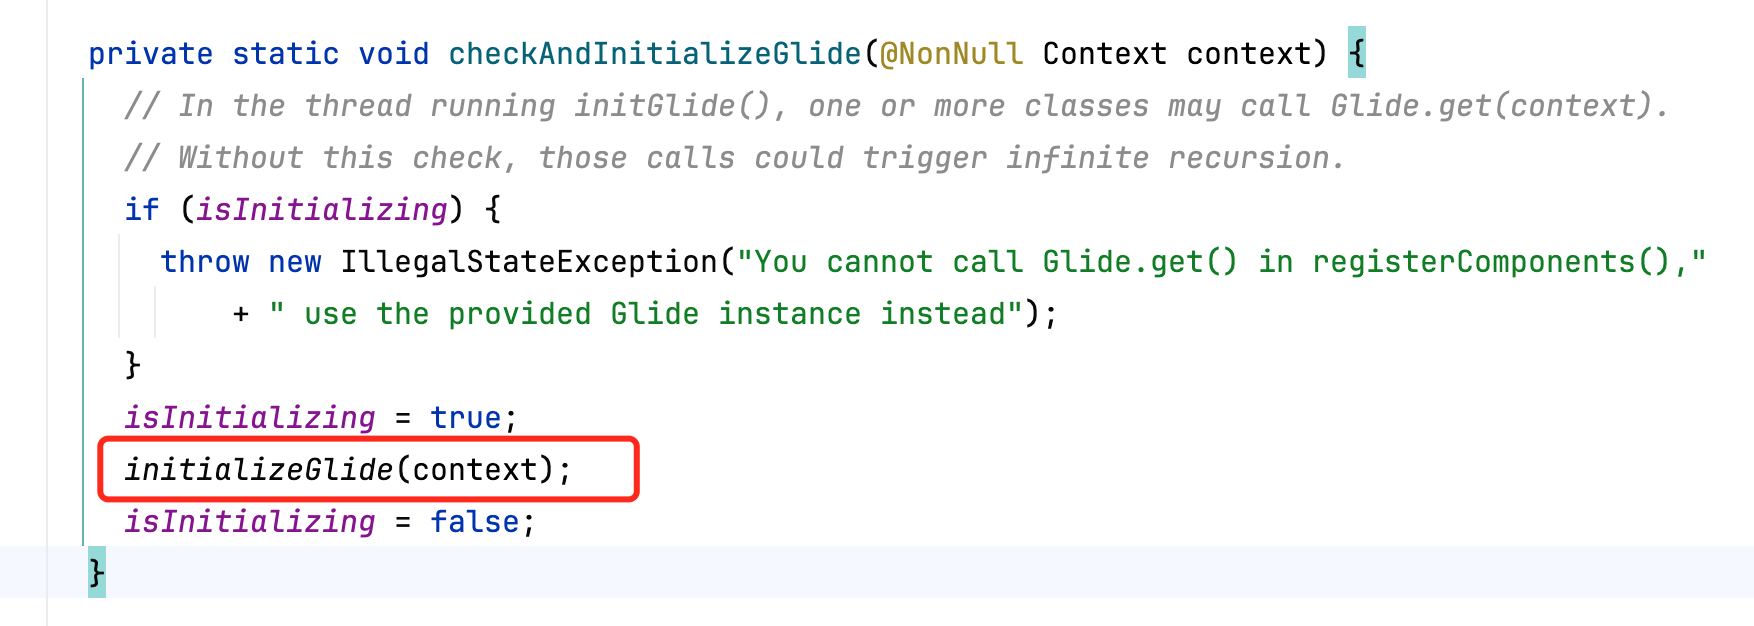 private static void checkAndInitializeGlide(@NonNull Context context) {
// In the thread running initGlide(), one or more classes may call Glide.get(context).
// Without this check, those calls could trigger infinite recursion.
if (isInitializing) {
throw new IllegalStateException("You cannot call Glide.get() in registerComponents(),"
+ " use the provided Glide instance instead");
}
isInitializing = true;
initializeGlide(context);
isInitializing = false;
}